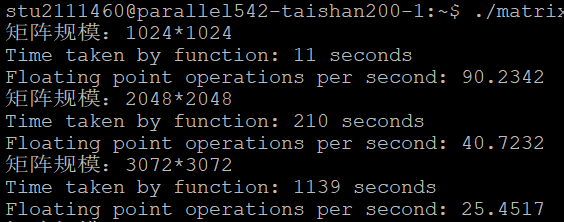 stu2111460@parallel542-taishan200-1:~$ ./matrix
矩阵规模：1024*1024
Time taken by function: 11 seconds
Floating point operations per second: 90.2342
矩阵规模：2048*2048
Time taken by function: 210 seconds
Floating point operations per second: 40.7232
矩阵规模：3072*3072
Time taken by function: 1139 seconds
Floating point operations per second: 25.4517